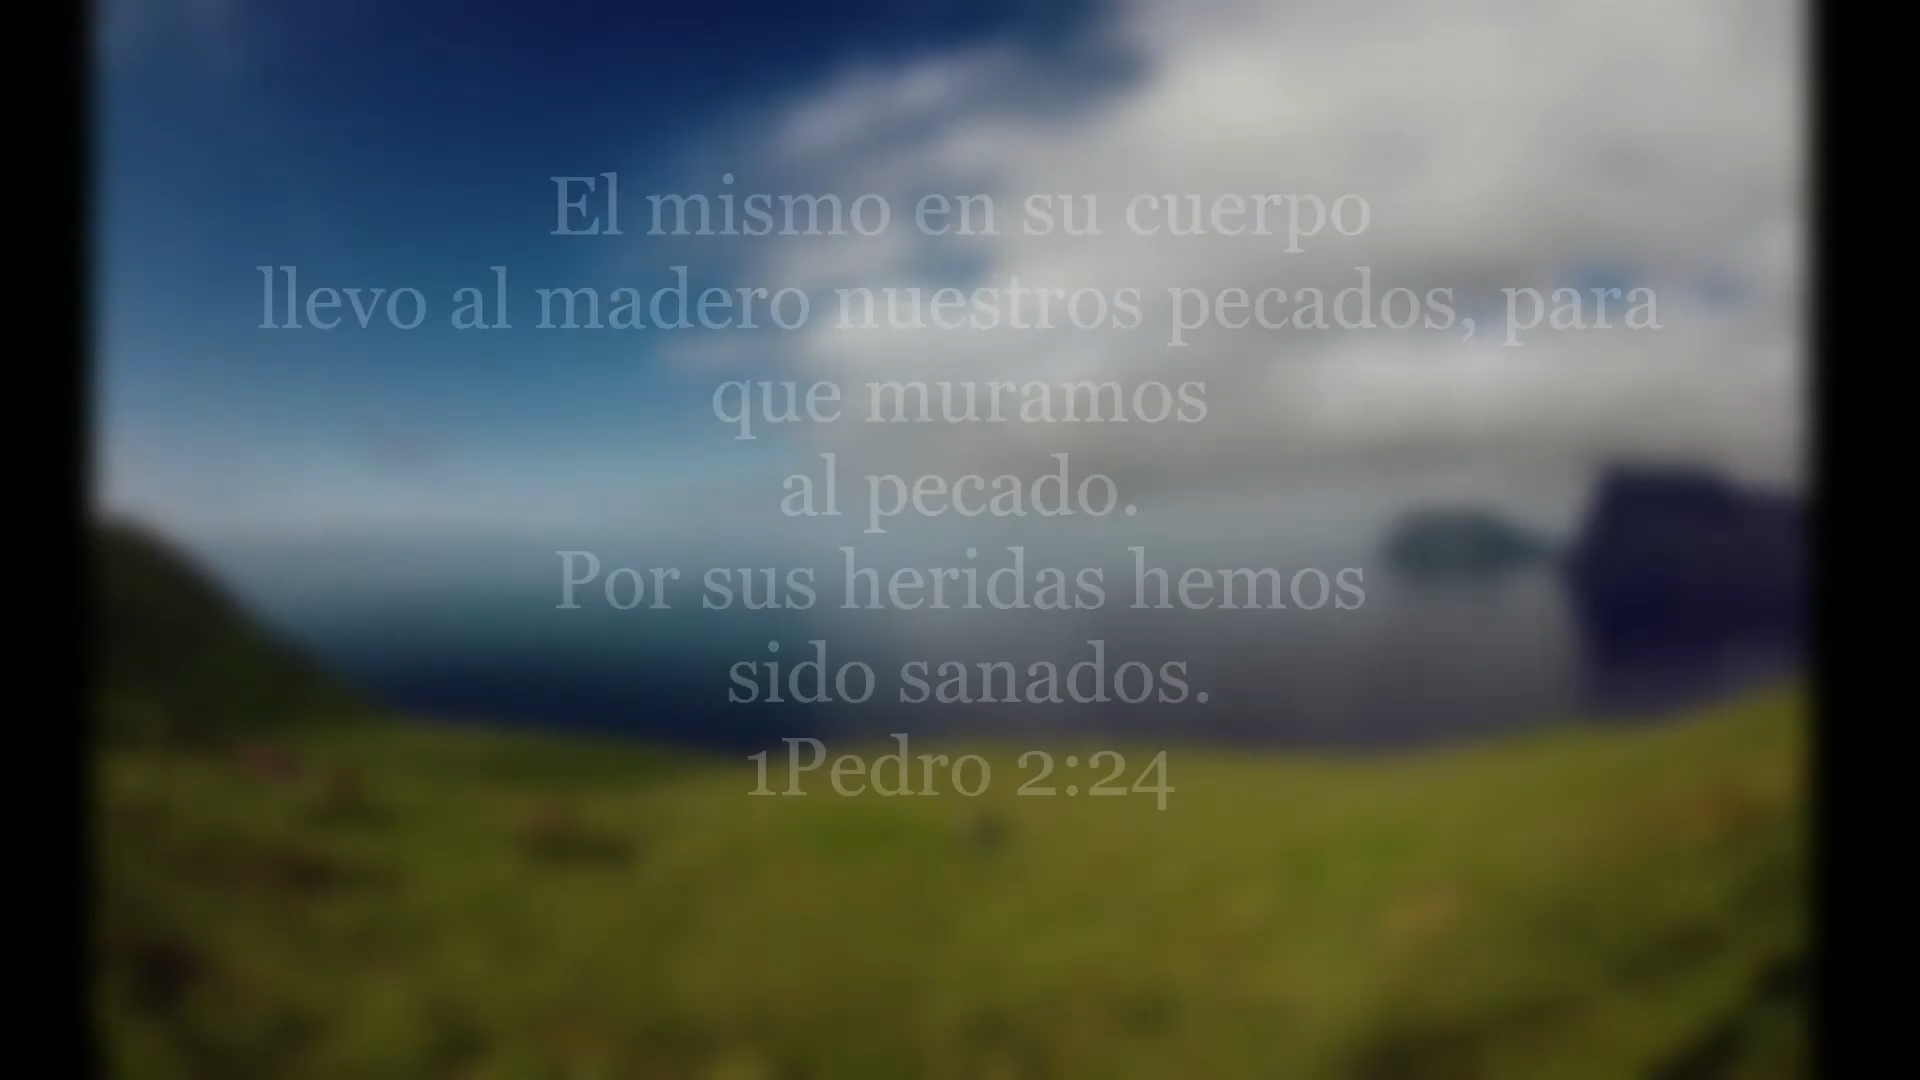 El mismo en su cuerpo
llevo al madero nuestros pecados, para
que muramos
al pecado.
Por sus heridas hemos
sido sanados.
1Pedro 2:24